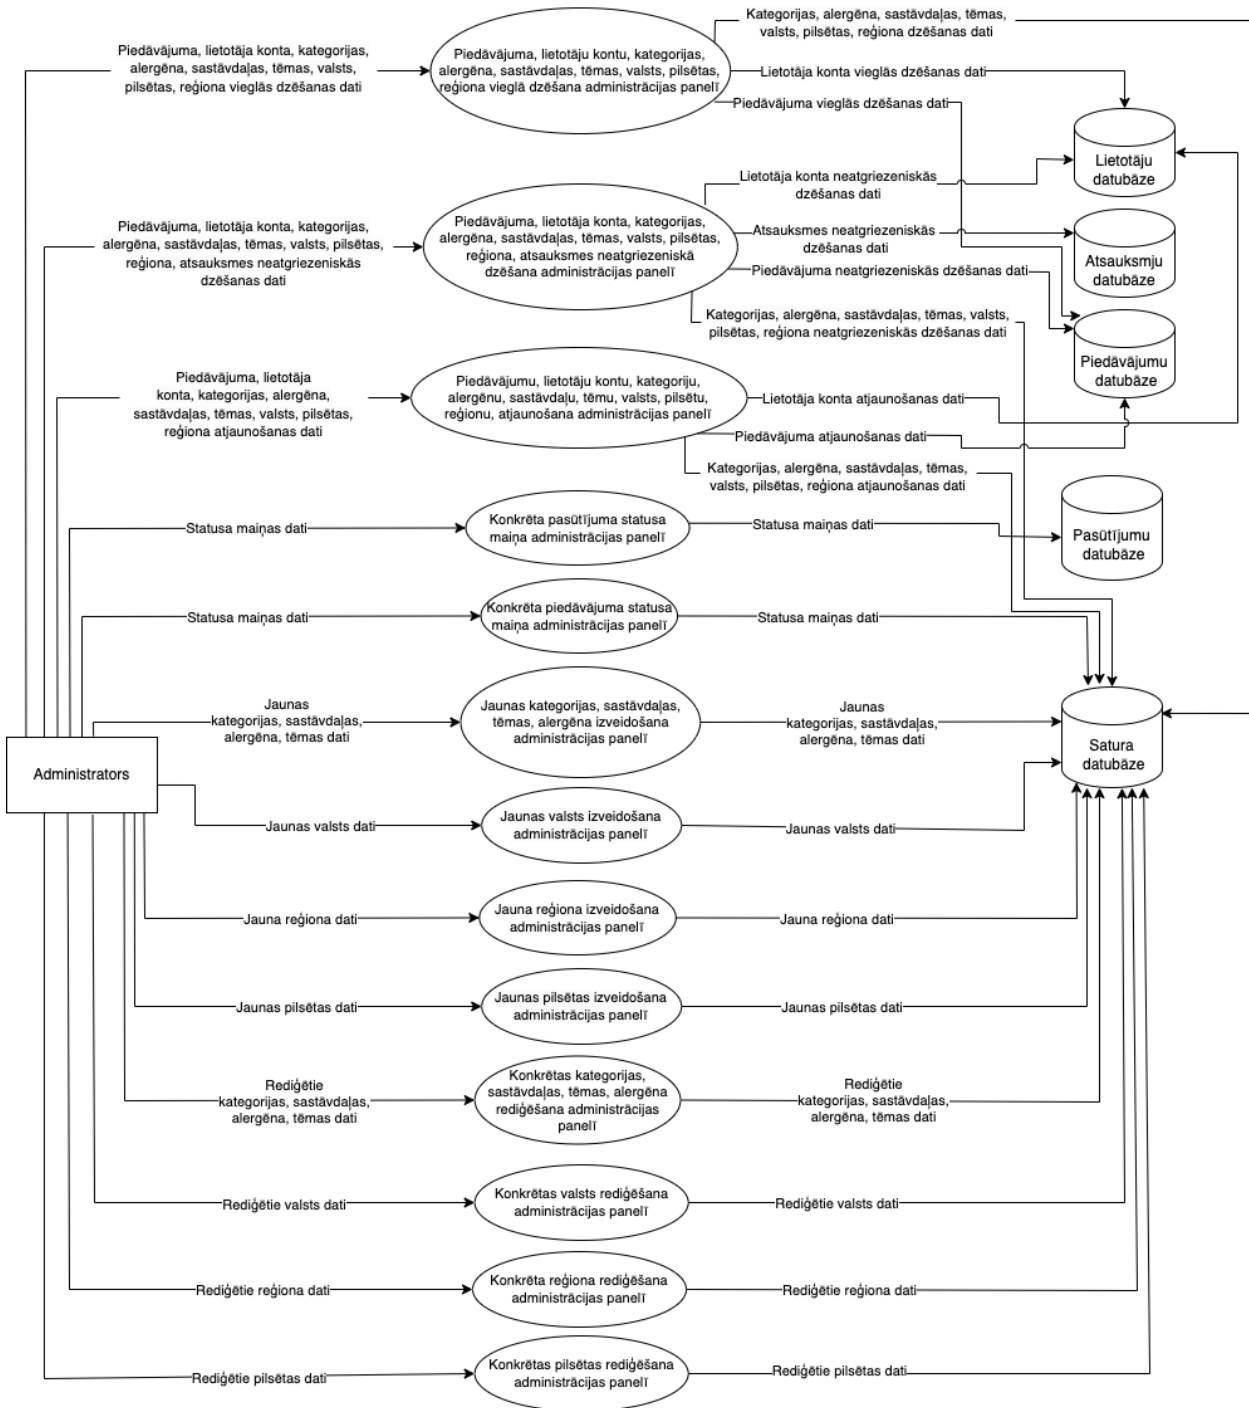 Kategorijas, alergēna, sastāvdaļas, tēmas,
valsts, pilsētas, reģiona dzēšanas dati
Piedāvājuma, lietotāja konta, kategorijas,
alergēna, sastāvdaļas, tēmas, valsts,
pilsētas, reģiona vieglās dzēšanas dati
Piedāvājuma, lietotāju kontu, kategorijas,
alergēna, sastāvdaļas, tēmas, valsts, pilsētas,
reģiona vieglā dzēšana administrācijas panelī
Lietotāja konta vieglās dzēšanas dati
Piedāvājuma vieglās dzēšanas dati
Lietotāju
datubāze
Lietotāja konta neatgriezeniskās
dzēšanas dati
Piedāvājuma, lietotāja konta, kategorijas,
alergēna, sastāvdaļas, tēmas, valsts, pilsētas,
reģiona, atsauksmes neatgriezeniskās
dzēšanas dati
Piedāvājuma, lietotāja konta, kategorijas,
alergēna, sastāvdaļas, tēmas, valsts, pilsētas,
reģiona, atsauksmes neatgriezeniskā
dzēšana administrācijas panelī
Atsauksmes neatgriezeniskās
dzēšanas dati
Atsauksmju
datubāze
Piedāvājuma neatgriezeniskās dzēšanas dati
Kategorijas, alergēna, sastāvdaļas, tēmas, valsts,
pilsētas, reģiona neatgriezeniskās dzēšanas dati
Piedāvājumu
datubāze
Piedāvājuma, lietotāja
konta, kategorijas, alergēna,
sastāvdaļas, tēmas, valsts, pilsētas,
reģiona atjaunošanas dati
Piedāvājumu, lietotāju kontu, kategoriju,
alergēnu, sastāvdaļu, tēmu, valsts, pilsētu,
reģionu, atjaunošana administrācijas panelī
Lietotāja konta atjaunošanas dati
Piedāvājuma atjaunošanas dati
Kategorijas, alergēna, sastāvdaļas, tēmas,
valsts, pilsētas, reģiona atjaunošanas dati
Statusa maiņas dati
Konkrēta pasūtījuma statusa
maiņa administrācijas panelī
Statusa maiņas dati
Pasūtījumu
datubāze
Statusa maiņas dati
Konkrēta piedāvājuma statusa
maiņa administrācijas panelī
Statusa maiņas dati
Jaunas
kategorijas, sastāvdaļas,
alergēna, tēmas dati
Jaunas kategorijas, sastāvdaļas,
tēmas, alergēna izveidošana
administrācijas panelī
Jaunas
kategorijas, sastāvdaļas,
alergēna, tēmas dati
Satura
datubāze
Administrators
Jaunas valsts dati
Jaunas valsts izveidošana
administrācijas panelī
Jaunas valsts dati
Jauna reģiona dati
Jauna reģiona izveidošana
administrācijas panelī
Jauna reģiona dati
Jaunas pilsētas dati
Jaunas pilsētas izveidošana
administrācijas panelī
Jaunas pilsētas dati
Rediģētie
kategorijas, sastāvdaļas,
alergēna, tēmas dati
Konkrētas kategorijas,
sastāvdaļas, tēmas, alergēna
rediģēšana administrācijas
panelī
Rediģētie
kategorijas, sastāvdaļas,
alergēna, tēmas dati
Rediģētie valsts dati
Konkrētas valsts rediģēšana
administrācijas panelī
Rediģētie valsts dati
Rediģētie reģiona dati
Konkrēta reģiona rediģēšana
administrācijas panelī
Rediģētie reģiona dati
Rediģētie pilsētas dati
Konkrētas pilsētas rediģēšana
administrācijas panelī
Rediģētie pilsētas dati